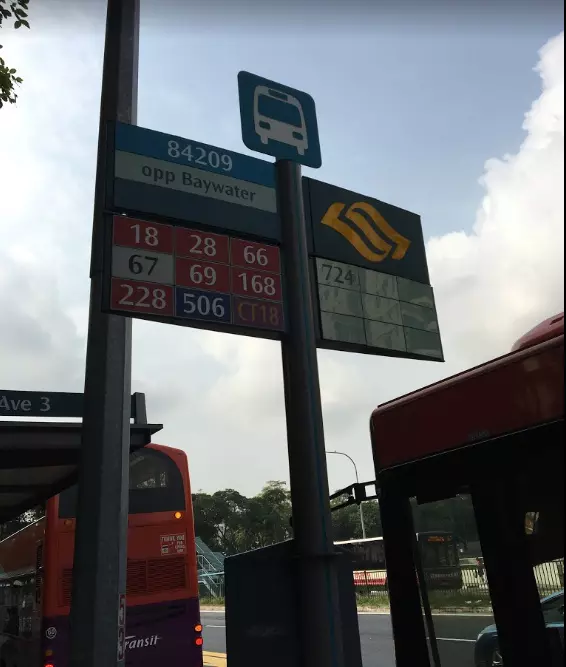 84209
opp Baywater
18 28 66
67 69 168
228 506 CT18
724
Ave 3
Transit